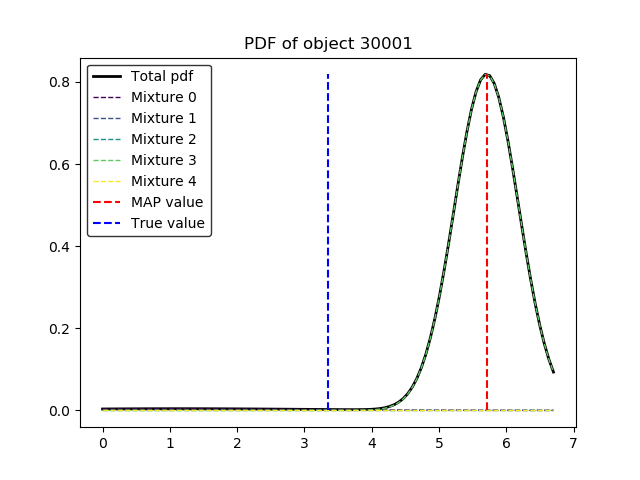 PDF of object 30001
Total pdf
Mixture 0
Mixture 1
Mixture 2
Mixture 3
Mixture 4
MAP value
True value
0.8
0.6
0.4
0.2
0.0
0 1 2 3 4 5 6 7